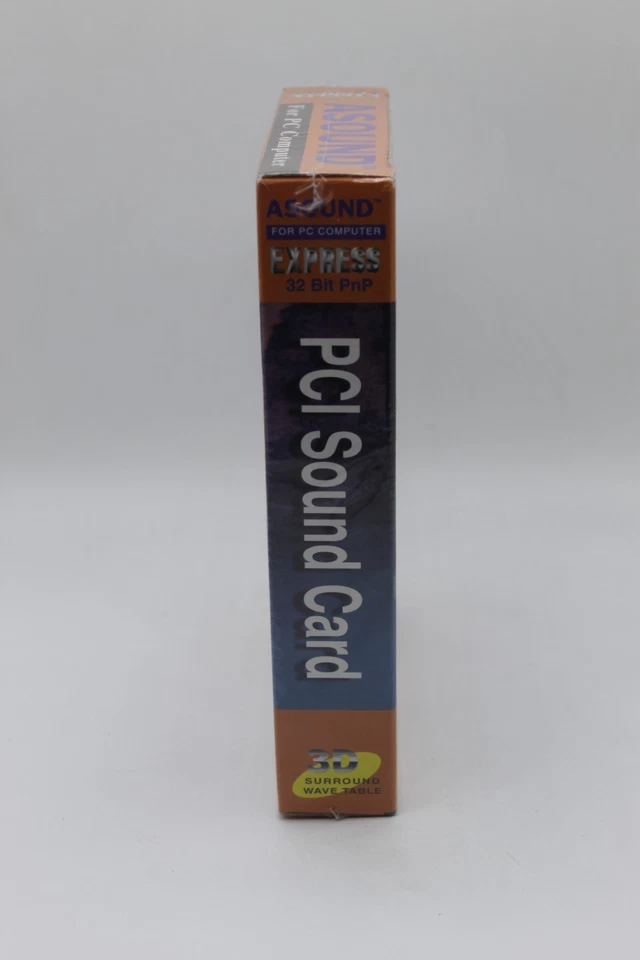 ASOUND
For PC Computer
ASOUND™
FOR PC COMPUTER
EXPRESS
32 Bit PnP
PCI Sound Card
3D
SURROUND
WAVE TABLE